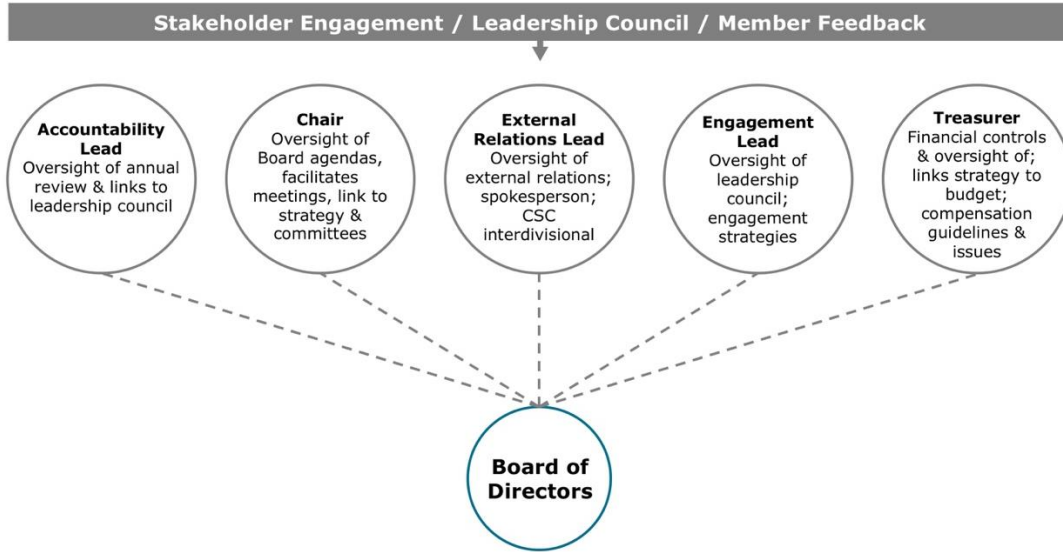 Stakeholder Engagement / Leadership Council / Member Feedback
Accountability
Lead
Oversight of annual
review & links to
leadership council
Chair
Oversight of
Board agendas,
facilitates
meetings, link to
strategy &
committees
External
Relations Lead
Oversight of
external relations;
spokesperson;
CSC
interdivisional
Engagement
Lead
Oversight of
leadership
council;
engagement
strategies
Treasurer
Financial controls
& oversight of;
links strategy to
budget;
compensation
guidelines &
issues
Board of
Directors